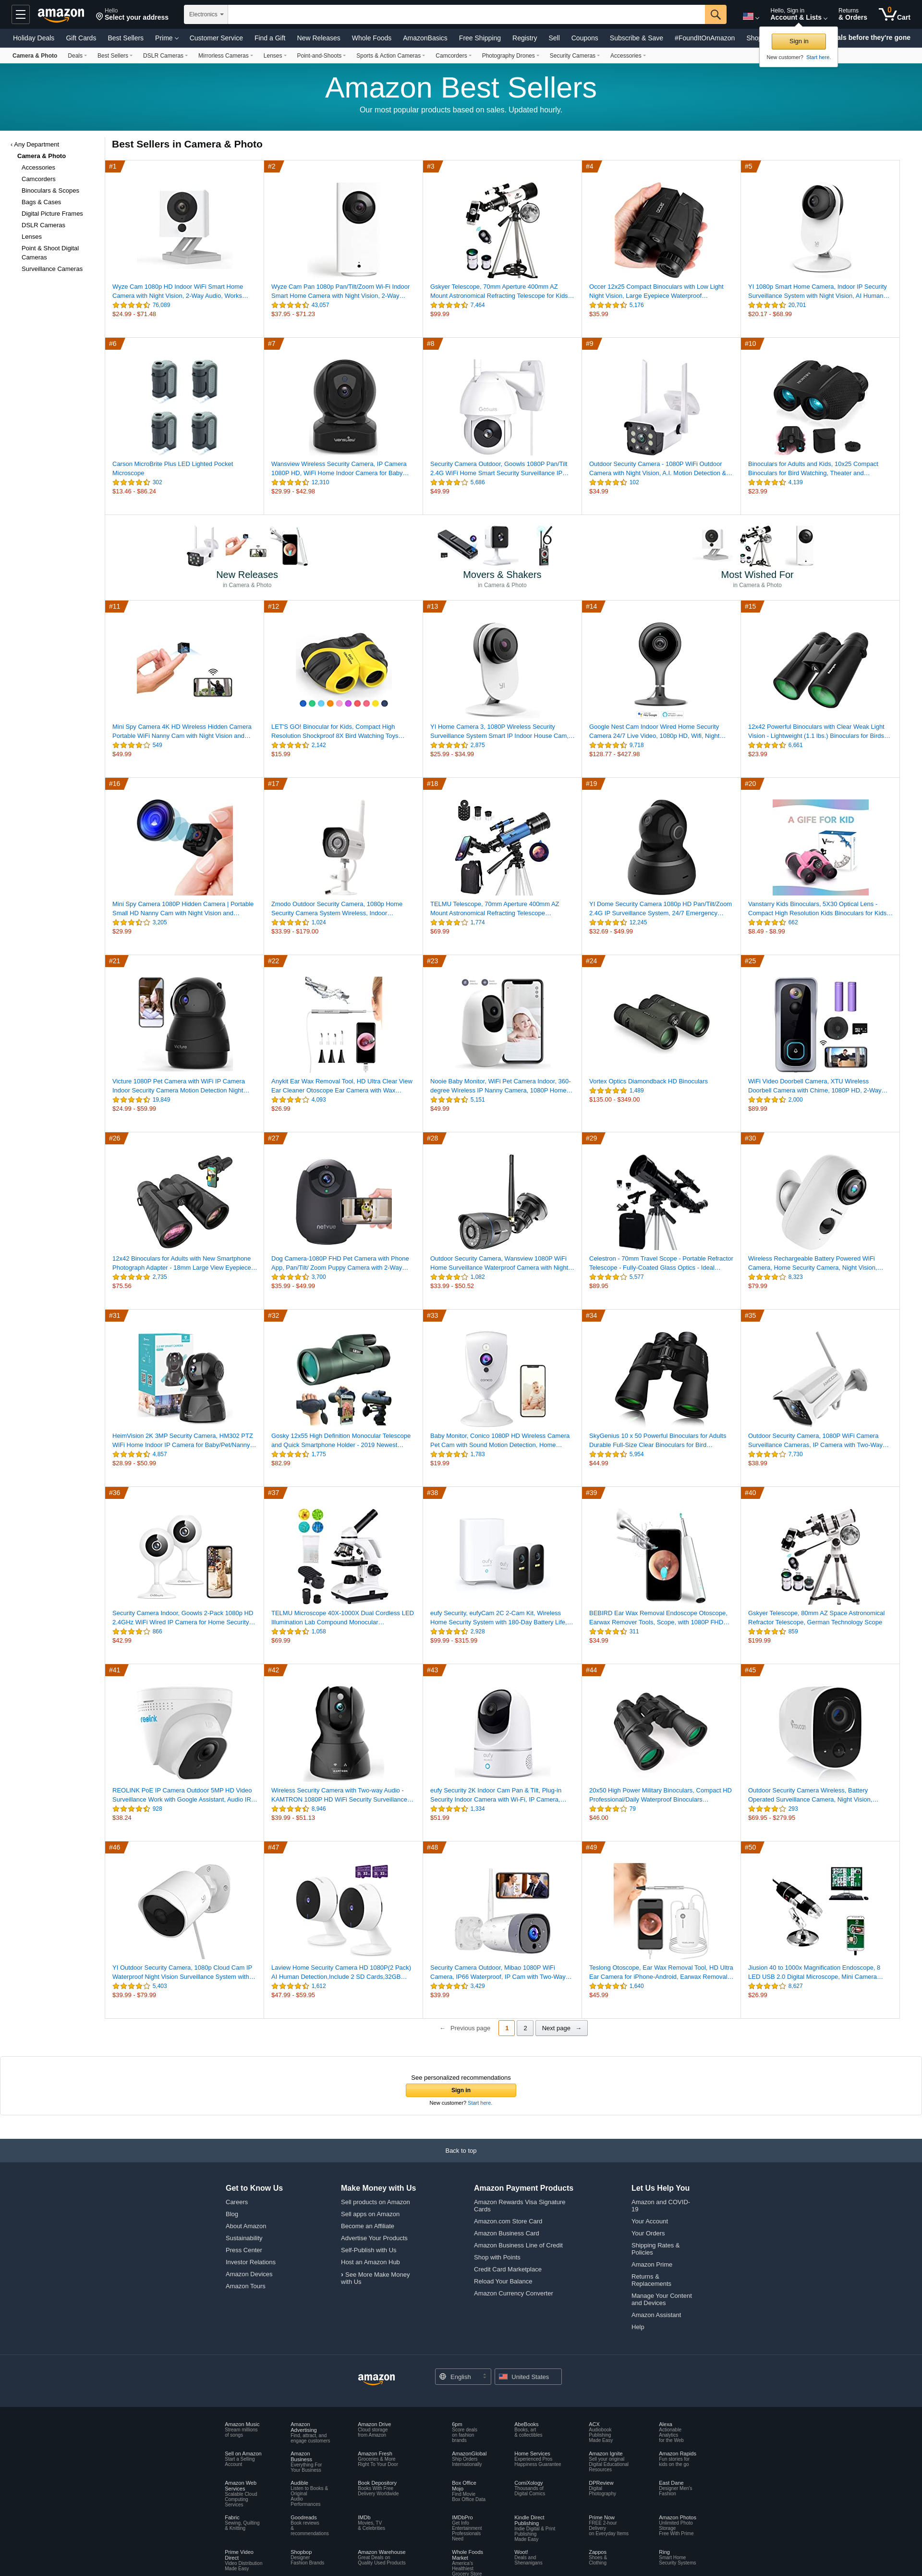 Hello
Select your address
amazon
Electronics
Hello, Sign in
Account & Lists
Returns
& Orders
0
Cart
Holiday Deals Gift Cards Best Sellers Prime Customer Service Find a Gift New Releases Whole Foods AmazonBasics Free Shipping Registry Sell Coupons Subscribe & Save #FoundItOnAmazon als before they're gone
Sign in
New customer? Start here.
Camera & Photo Deals Best Sellers DSLR Cameras Mirrorless Cameras Lenses Point-and-Shoots Sports & Action Cameras Camcorders Photography Drones Security Cameras Accessories
Amazon Best Sellers
Our most popular products based on sales. Updated hourly.
‹ Any Department
Camera & Photo
Accessories
Camcorders
Binoculars & Scopes
Bags & Cases
Digital Picture Frames
DSLR Cameras
Lenses
Point & Shoot Digital
Cameras
Surveillance Cameras
Best Sellers in Camera & Photo
#1
Wyze Cam 1080p HD Indoor WiFi Smart Home
Camera with Night Vision, 2-Way Audio, Works…
76,089
$24.99 - $71.48
#2
Wyze Cam Pan 1080p Pan/Tilt/Zoom Wi-Fi Indoor
Smart Home Camera with Night Vision, 2-Way…
43,057
$37.95 - $71.23
#3
Gskyer Telescope, 70mm Aperture 400mm AZ
Mount Astronomical Refracting Telescope for Kids…
7,464
$99.99
#4
Occer 12x25 Compact Binoculars with Low Light
Night Vision, Large Eyepiece Waterproof…
5,176
$35.99
#5
YI 1080p Smart Home Camera, Indoor IP Security
Surveillance System with Night Vision, AI Human…
20,701
$20.17 - $68.99
#6
Carson MicroBrite Plus LED Lighted Pocket
Microscope
302
$13.46 - $86.24
#7
Wansview Wireless Security Camera, IP Camera
1080P HD, WiFi Home Indoor Camera for Baby…
12,310
$29.99 - $42.98
#8
Security Camera Outdoor, Goowls 1080P Pan/Tilt
2.4G WiFi Home Smart Security Surveillance IP…
5,686
$49.99
#9
Outdoor Security Camera - 1080P WiFi Outdoor
Camera with Night Vision, A.I. Motion Detection &…
102
$34.99
#10
Binoculars for Adults and Kids, 10x25 Compact
Binoculars for Bird Watching, Theater and…
4,139
$23.99
New Releases
in Camera & Photo
Movers & Shakers
in Camera & Photo
Most Wished For
in Camera & Photo
#11
Mini Spy Camera 4K HD Wireless Hidden Camera
Portable WiFi Nanny Cam with Night Vision and…
549
$49.99
#12
LET'S GO! Binocular for Kids, Compact High
Resolution Shockproof 8X Bird Watching Toys…
2,142
$15.99
#13
YI Home Camera 3, 1080P Wireless Security
Surveillance System Smart IP Indoor House Cam,…
2,875
$25.99 - $34.99
#14
Google Nest Cam Indoor Wired Home Security
Camera 24/7 Live Video, 1080p HD, Wifi, Night…
9,718
$128.77 - $427.98
#15
12x42 Powerful Binoculars with Clear Weak Light
Vision - Lightweight (1.1 lbs.) Binoculars for Birds…
6,661
$23.99
#16
Mini Spy Camera 1080P Hidden Camera | Portable
Small HD Nanny Cam with Night Vision and…
3,205
$29.99
#17
Zmodo Outdoor Security Camera, 1080p Home
Security Camera System Wireless, Indoor…
1,024
$33.99 - $179.00
#18
TELMU Telescope, 70mm Aperture 400mm AZ
Mount Astronomical Refracting Telescope…
1,774
$69.99
#19
YI Dome Security Camera 1080p HD Pan/Tilt/Zoom
2.4G IP Surveillance System, 24/7 Emergency…
12,245
$32.69 - $49.99
#20
A GIFE FOR KID
Vanstarry Kids Binoculars, 5X30 Optical Lens -
Compact High Resolution Kids Binoculars for Kids…
662
$8.49 - $8.99
#21
Victure 1080P Pet Camera with WiFi IP Camera
Indoor Security Camera Motion Detection Night…
19,849
$24.99 - $59.99
#22
Anykit Ear Wax Removal Tool, HD Ultra Clear View
Ear Cleaner Otoscope Ear Camera with Wax…
4,093
$26.99
#23
Nooie Baby Monitor, WiFi Pet Camera Indoor, 360-
degree Wireless IP Nanny Camera, 1080P Home…
5,151
$49.99
#24
Vortex Optics Diamondback HD Binoculars
1,489
$135.00 - $349.00
#25
WiFi Video Doorbell Camera, XTU Wireless
Doorbell Camera with Chime, 1080P HD, 2-Way…
2,000
$89.99
#26
12x42 Binoculars for Adults with New Smartphone
Photograph Adapter - 18mm Large View Eyepiece…
2,735
$75.56
#27
netvue
Dog Camera-1080P FHD Pet Camera with Phone
App, Pan/Tilt/ Zoom Puppy Camera with 2-Way…
3,700
$35.99 - $49.99
#28
Outdoor Security Camera, Wansview 1080P WiFi
Home Surveillance Waterproof Camera with Night…
1,082
$33.99 - $50.52
#29
Celestron - 70mm Travel Scope - Portable Refractor
Telescope - Fully-Coated Glass Optics - Ideal…
5,577
$89.95
#30
Wireless Rechargeable Battery Powered WiFi
Camera, Home Security Camera, Night Vision,…
8,323
$79.99
#31
HeimVision 2K 3MP Security Camera, HM302 PTZ
WiFi Home Indoor IP Camera for Baby/Pet/Nanny…
4,857
$28.99 - $50.99
#32
Gosky 12x55 High Definition Monocular Telescope
and Quick Smartphone Holder - 2019 Newest…
1,775
$82.99
#33
Baby Monitor, Conico 1080P HD Wireless Camera
Pet Cam with Sound Motion Detection, Home…
1,783
$19.99
#34
SkyGenius 10 x 50 Powerful Binoculars for Adults
Durable Full-Size Clear Binoculars for Bird…
5,954
$44.99
#35
Outdoor Security Camera, 1080P WiFi Camera
Surveillance Cameras, IP Camera with Two-Way…
7,730
$38.99
#36
Security Camera Indoor, Goowls 2-Pack 1080p HD
2.4GHz WiFi Wired IP Camera for Home Security…
866
$42.99
#37
TELMU Microscope 40X-1000X Dual Cordless LED
Illumination Lab Compound Monocular…
1,058
$69.99
#38
eufy Security, eufyCam 2C 2-Cam Kit, Wireless
Home Security System with 180-Day Battery Life,…
2,928
$99.99 - $315.99
#39
BEBIRD Ear Wax Removal Endoscope Otoscope,
Earwax Remover Tools, Scope, with 1080P FHD…
311
$34.99
#40
Gskyer Telescope, 80mm AZ Space Astronomical
Refractor Telescope, German Technology Scope
859
$199.99
#41
reolink
REOLINK PoE IP Camera Outdoor 5MP HD Video
Surveillance Work with Google Assistant, Audio IR…
928
$38.24
#42
Wireless Security Camera with Two-way Audio -
KAMTRON 1080P HD WiFi Security Surveillance…
8,946
$39.99 - $51.13
#43
eufy Security 2K Indoor Cam Pan & Tilt, Plug-in
Security Indoor Camera with Wi-Fi, IP Camera,…
1,334
$51.99
#44
20x50 High Power Military Binoculars, Compact HD
Professional/Daily Waterproof Binoculars…
79
$46.00
#45
Outdoor Security Camera Wireless, Battery
Operated Surveillance Camera, Night Vision,…
293
$69.95 - $279.95
#46
YI Outdoor Security Camera, 1080p Cloud Cam IP
Waterproof Night Vision Surveillance System with…
5,403
$39.99 - $79.99
#47
Laview Home Security Camera HD 1080P(2 Pack)
AI Human Detection,Include 2 SD Cards,32GB…
1,612
$47.99 - $59.95
#48
Security Camera Outdoor, Mibao 1080P WiFi
Camera, IP66 Waterproof, IP Cam with Two-Way…
3,429
$39.99
#49
Teslong Otoscope, Ear Wax Removal Tool, HD Ultra
Ear Camera for iPhone-Android, Earwax Removal…
1,640
$45.99
#50
Jiusion 40 to 1000x Magnification Endoscope, 8
LED USB 2.0 Digital Microscope, Mini Camera…
8,627
$26.99
← Previous page 1 2 Next page →
See personalized recommendations
Sign in
New customer? Start here.
Back to top
Get to Know Us
Careers
Blog
About Amazon
Sustainability
Press Center
Investor Relations
Amazon Devices
Amazon Tours
Make Money with Us
Sell products on Amazon
Sell apps on Amazon
Become an Affiliate
Advertise Your Products
Self-Publish with Us
Host an Amazon Hub
› See More Make Money
with Us
Amazon Payment Products
Amazon Rewards Visa Signature
Cards
Amazon.com Store Card
Amazon Business Card
Amazon Business Line of Credit
Shop with Points
Credit Card Marketplace
Reload Your Balance
Amazon Currency Converter
Let Us Help You
Amazon and COVID-
19
Your Account
Your Orders
Shipping Rates &
Policies
Amazon Prime
Returns &
Replacements
Manage Your Content
and Devices
Amazon Assistant
Help
amazon
English
United States
Amazon Music
Stream millions
of songs
Amazon
Advertising
Find, attract, and
engage customers
Amazon Drive
Cloud storage
from Amazon
6pm
Score deals
on fashion
brands
AbeBooks
Books, art
& collectibles
ACX
Audiobook
Publishing
Made Easy
Alexa
Actionable
Analytics
for the Web
Sell on Amazon
Start a Selling
Account
Amazon
Business
Everything For
Your Business
Amazon Fresh
Groceries & More
Right To Your Door
AmazonGlobal
Ship Orders
Internationally
Home Services
Experienced Pros
Happiness Guarantee
Amazon Ignite
Sell your original
Digital Educational
Resources
Amazon Rapids
Fun stories for
kids on the go
Amazon Web
Services
Scalable Cloud
Computing
Services
Audible
Listen to Books &
Original
Audio
Performances
Book Depository
Books With Free
Delivery Worldwide
Box Office
Mojo
Find Movie
Box Office Data
ComiXology
Thousands of
Digital Comics
DPReview
Digital
Photography
East Dane
Designer Men's
Fashion
Fabric
Sewing, Quilting
& Knitting
Goodreads
Book reviews
&
recommendations
IMDb
Movies, TV
& Celebrities
IMDbPro
Get Info
Entertainment
Professionals
Need
Kindle Direct
Publishing
Indie Digital & Print
Publishing
Made Easy
Prime Now
FREE 2-hour
Delivery
on Everyday Items
Amazon Photos
Unlimited Photo
Storage
Free With Prime
Prime Video
Direct
Video Distribution
Made Easy
Shopbop
Designer
Fashion Brands
Amazon Warehouse
Great Deals on
Quality Used Products
Whole Foods
Market
America's
Healthiest
Grocery Store
Woot!
Deals and
Shenanigans
Zappos
Shoes &
Clothing
Ring
Smart Home
Security Systems